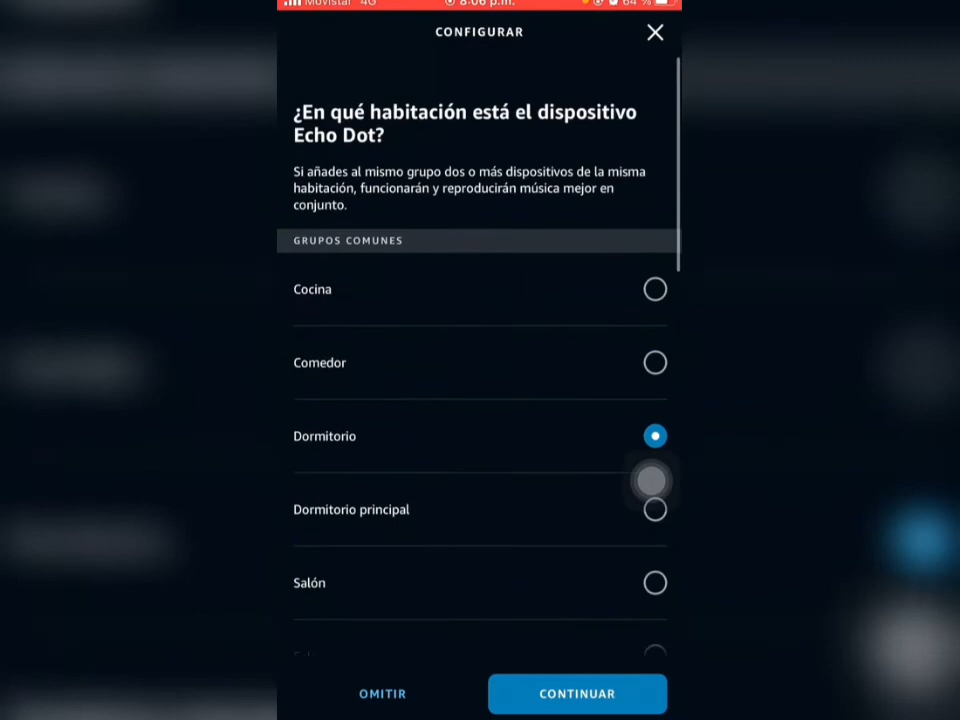 Movistar 4G 8:06 p.m. 64 %
CONFIGURAR
¿En qué habitación está el dispositivo
Echo Dot?
Si añades al mismo grupo dos o más dispositivos de la misma
habitación, funcionarán y reproducirán música mejor en
conjunto.
GRUPOS COMUNES
Cocina
Comedor
Dormitorio
Dormitorio principal
Salón
OMITIR
CONTINUAR